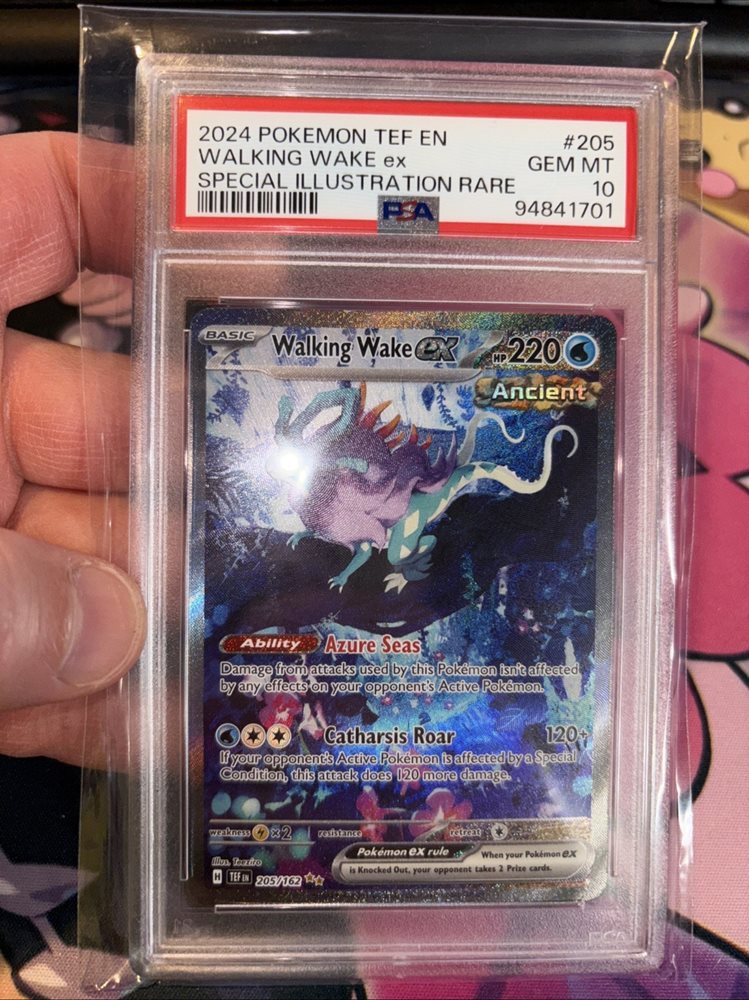 2024 POKEMON TEF EN #205
WALKING WAKE ex GEM MT
SPECIAL ILLUSTRATION RARE 10
PSA 94841701
BASIC Walking Wake ex HP 220
Ancient
Ability Azure Seas
Damage from attacks used by this Pokémon isn't affected
by any effects on your opponent's Active Pokémon.
Catharsis Roar 120+
If your opponent's Active Pokémon is affected by a Special
Condition, this attack does 120 more damage.
weakness x2 resistance retreat
Illus. Teeziro
Pokémon ex rule When your Pokémon ex
is Knocked Out, your opponent takes 2 Prize cards.
H TEF EN 205/162
PSA